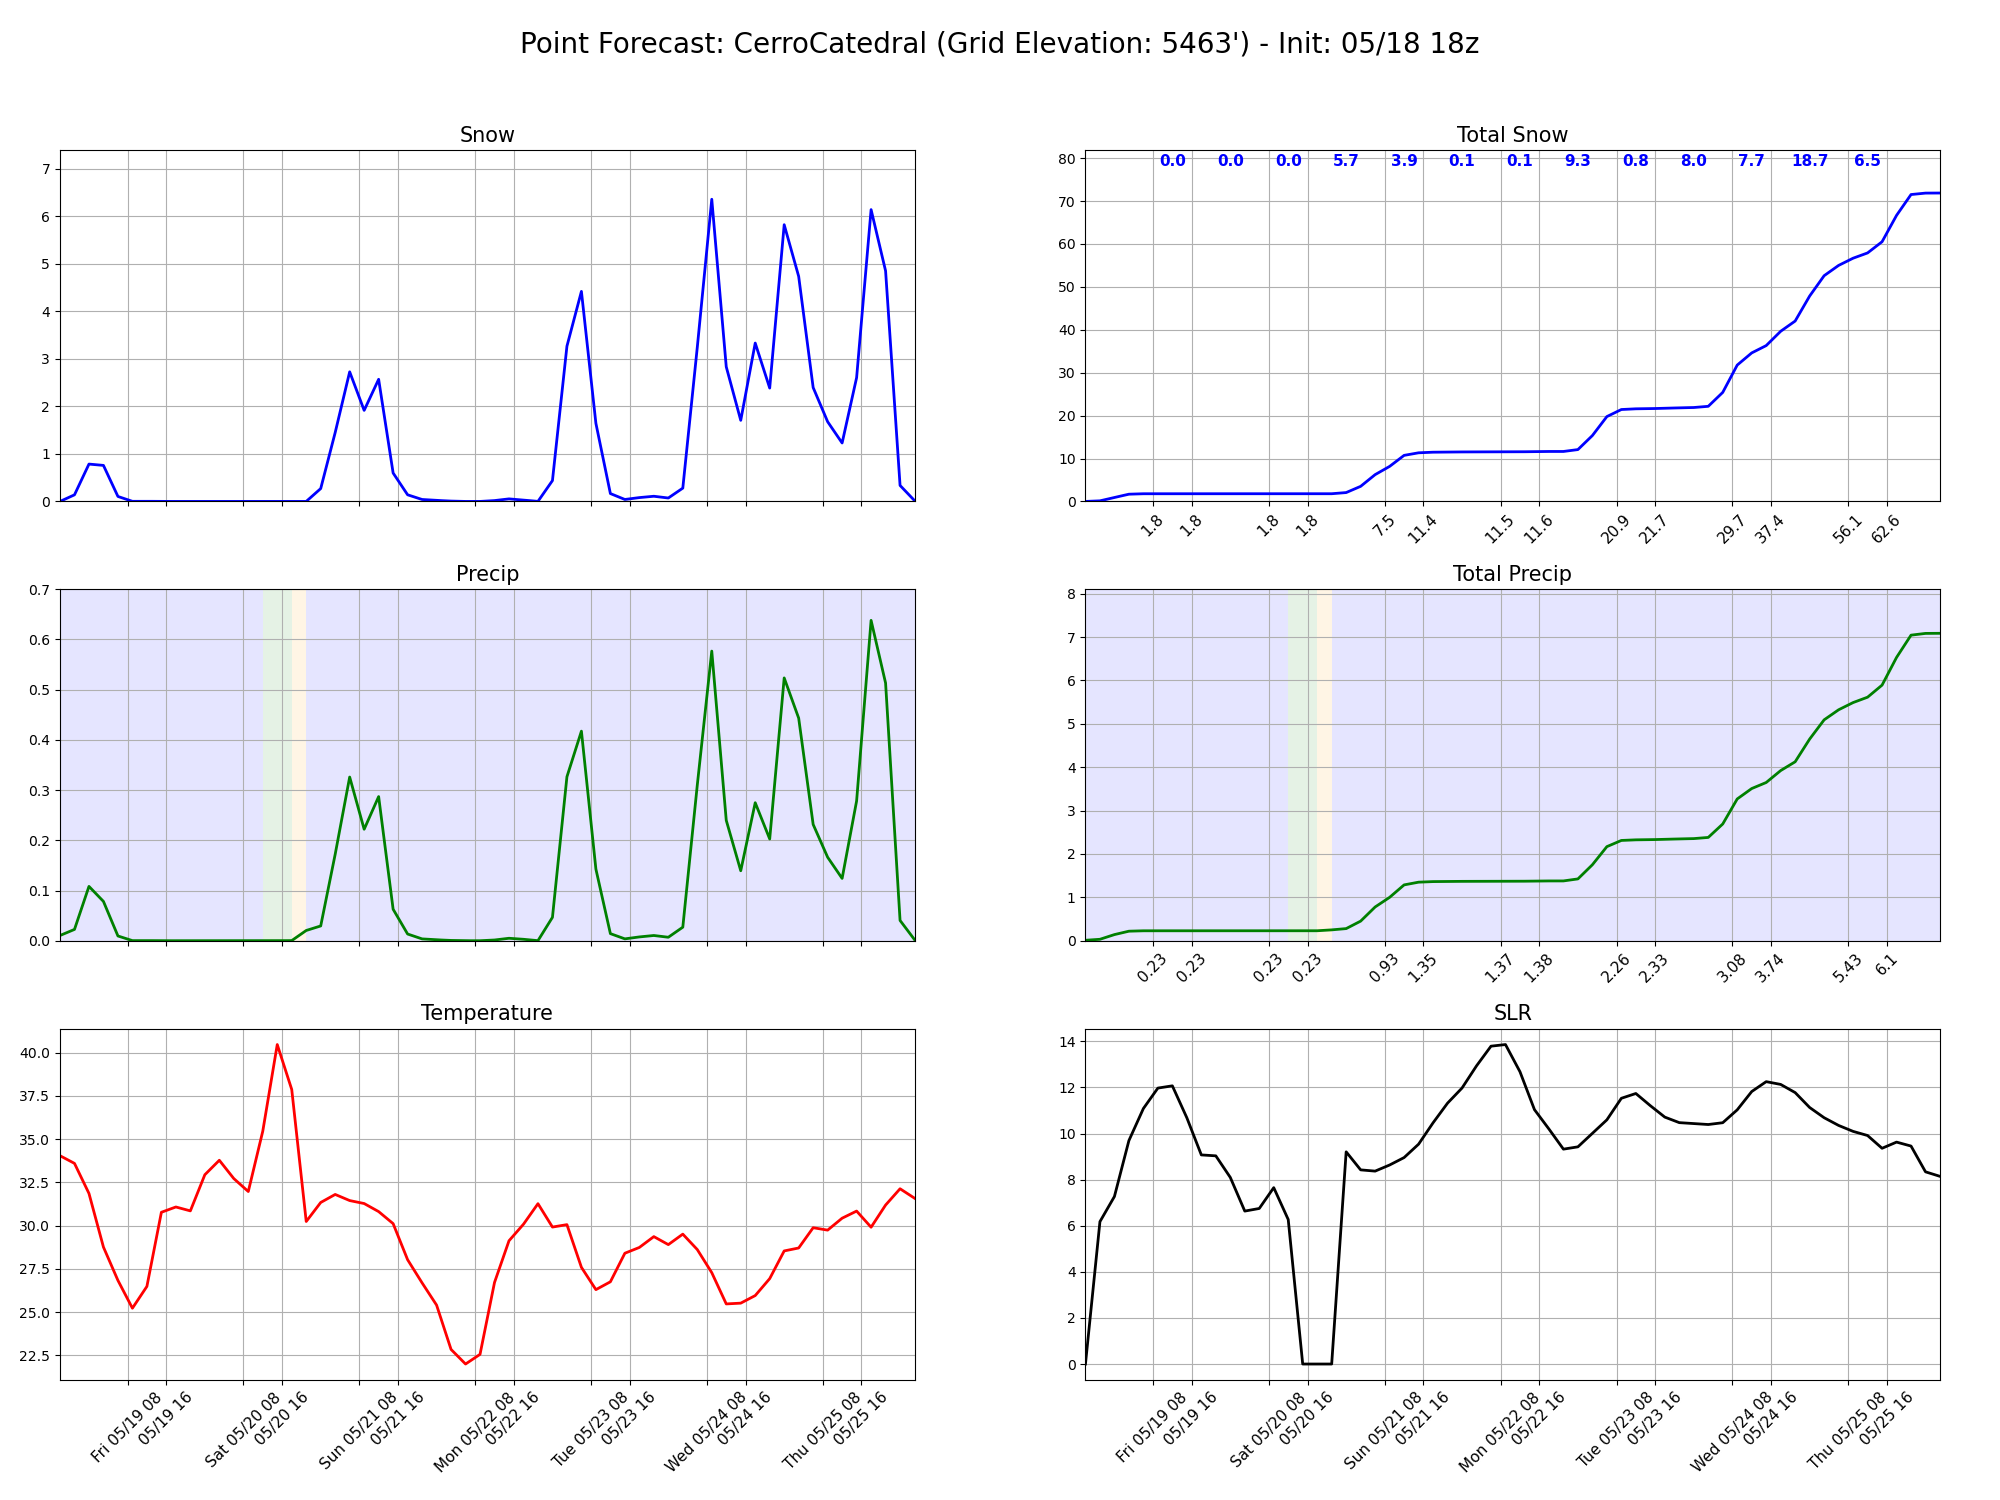 Point Forecast: CerroCatedral (Grid Elevation: 5463') - Init: 05/18 18z
Snow
7
6
5
4
3
2
1
0
Total Snow
0.0 0.0 0.0 5.7 3.9 0.1 0.1 9.3 0.8 8.0 7.7 18.7 6.5
80
70
60
50
40
30
20
10
0
1.8 1.8 1.8 1.8 7.5 11.4 11.5 11.6 20.9 21.7 29.7 37.4 56.1 62.6
Precip
0.7
0.6
0.5
0.4
0.3
0.2
0.1
0.0
Total Precip
8
7
6
5
4
3
2
1
0
0.23 0.23 0.23 0.23 0.93 1.35 1.37 1.38 2.26 2.33 3.08 3.74 5.43 6.1
Temperature
40.0
37.5
35.0
32.5
30.0
27.5
25.0
22.5
Fri 05/19 08
05/19 16
Sat 05/20 08
05/20 16
Sun 05/21 08
05/21 16
Mon 05/22 08
05/22 16
Tue 05/23 08
05/23 16
Wed 05/24 08
05/24 16
Thu 05/25 08
05/25 16
SLR
14
12
10
8
6
4
2
0
Fri 05/19 08
05/19 16
Sat 05/20 08
05/20 16
Sun 05/21 08
05/21 16
Mon 05/22 08
05/22 16
Tue 05/23 08
05/23 16
Wed 05/24 08
05/24 16
Thu 05/25 08
05/25 16